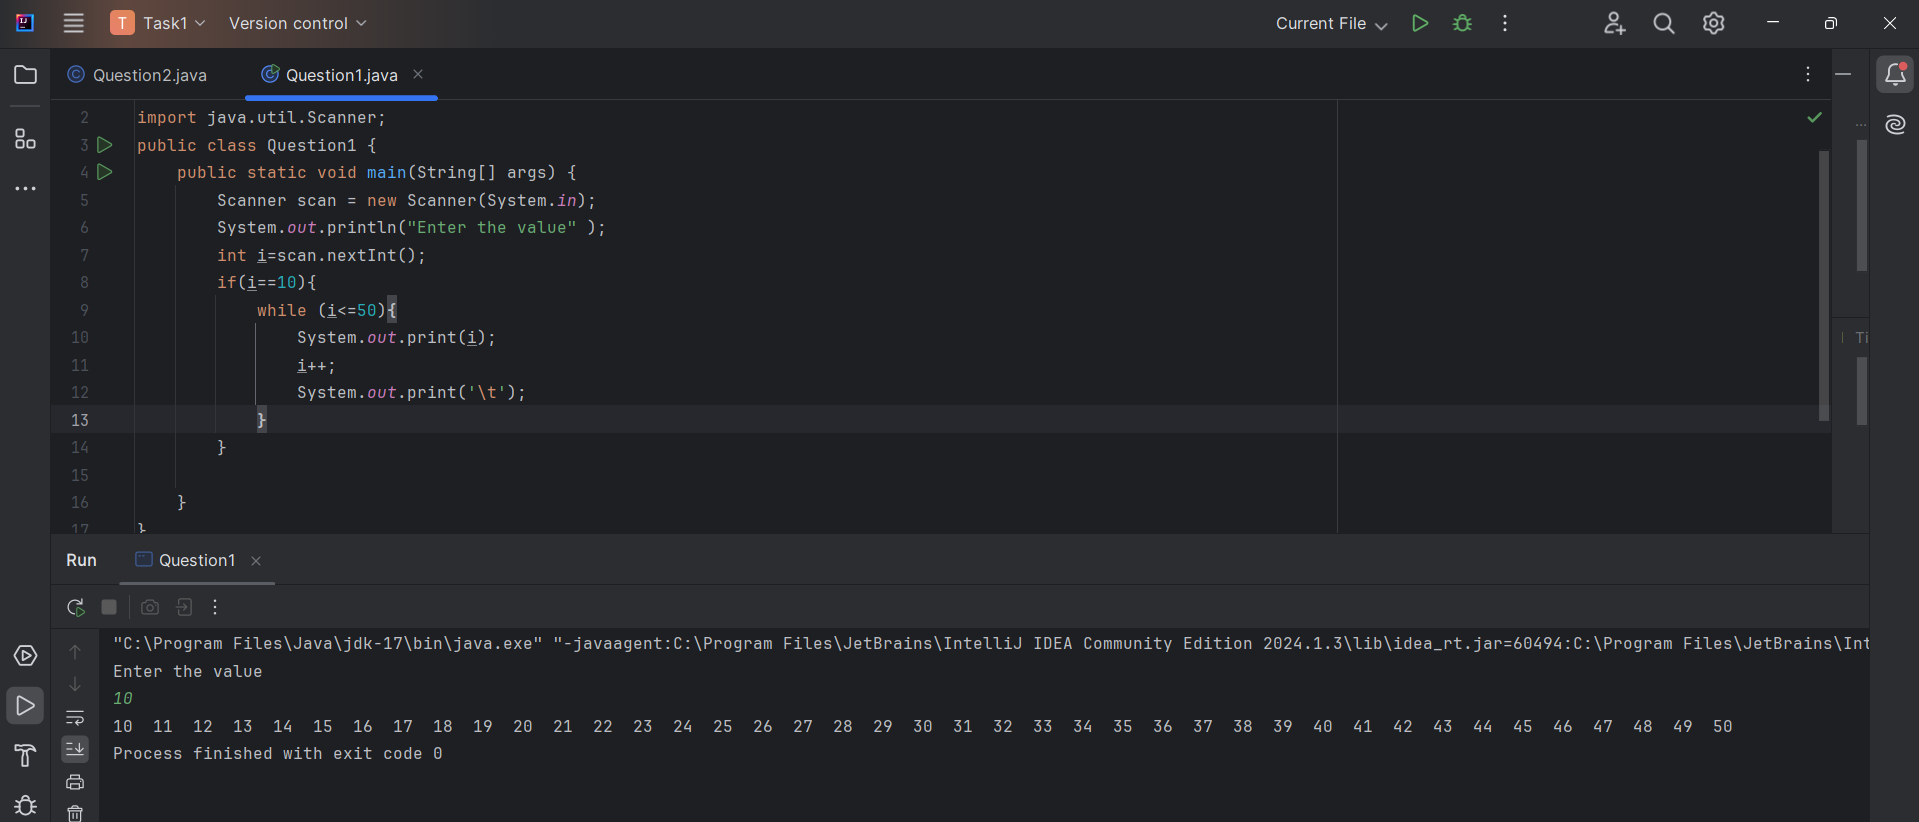 T Task1 Version control Current File
Question2.java Question1.java
2 import java.util.Scanner;
3 public class Question1 {
4 public static void main(String[] args) {
5 Scanner scan = new Scanner(System.in);
6 System.out.println("Enter the value" );
7 int i=scan.nextInt();
8 if(i==10){
9 while (i<=50){
10 System.out.print(i);
11 i++;
12 System.out.print('\t');
13 }
14 }
15
16 }
17 }
Ti
Run Question1
"C:\Program Files\Java\jdk-17\bin\java.exe" "-javaagent:C:\Program Files\JetBrains\IntelliJ IDEA Community Edition 2024.1.3\lib\idea_rt.jar=60494:C:\Program Files\JetBrains\Int
Enter the value
10
10 11 12 13 14 15 16 17 18 19 20 21 22 23 24 25 26 27 28 29 30 31 32 33 34 35 36 37 38 39 40 41 42 43 44 45 46 47 48 49 50
Process finished with exit code 0